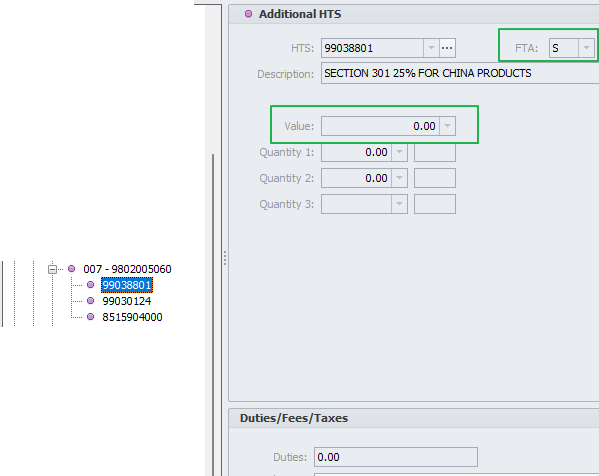 Additional HTS
HTS: 99038801 ... FTA: S
Description: SECTION 301 25% FOR CHINA PRODUCTS
Value: 0.00
Quantity 1: 0.00
Quantity 2: 0.00
Quantity 3:
007 - 9802005060
99038801
99030124
8515904000
Duties/Fees/Taxes
Duties: 0.00